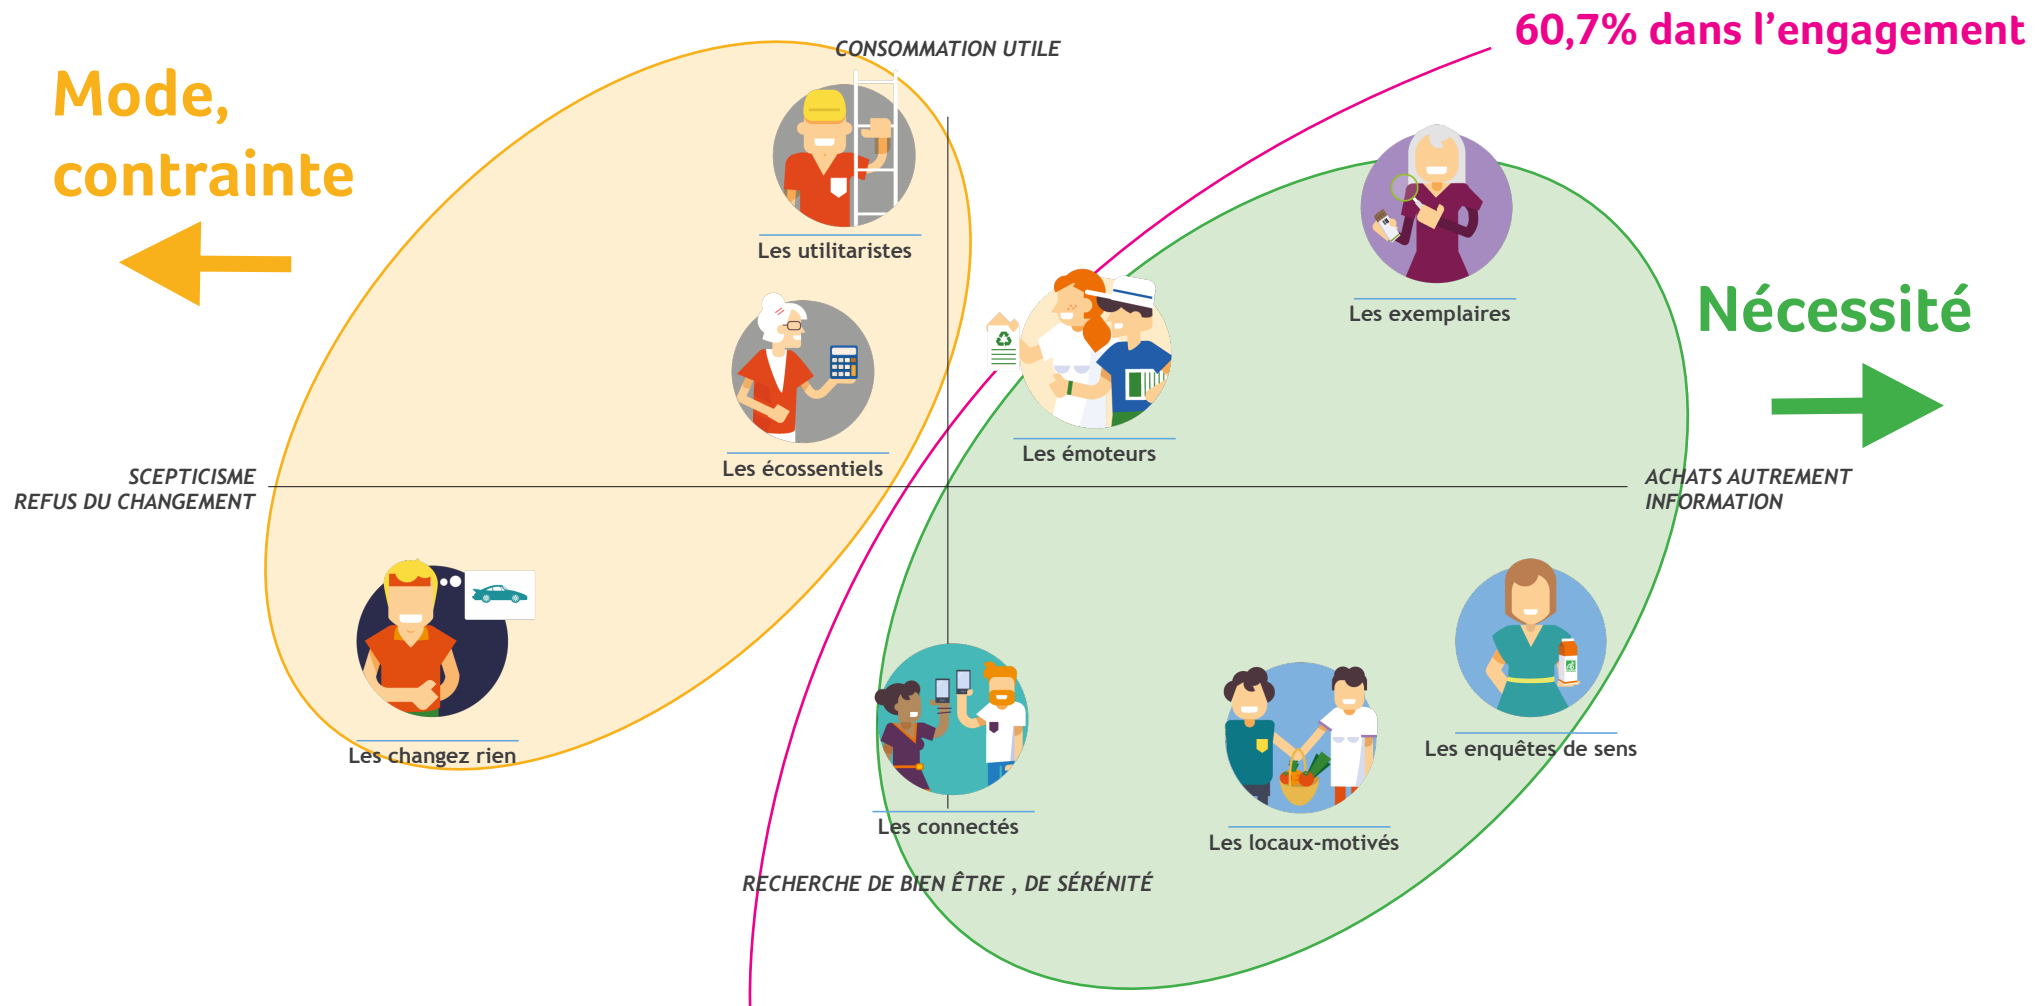 60,7% dans l’engagement
CONSOMMATION UTILE
Mode,
contrainte
Les utilitaristes
Les exemplaires
Nécessité
Les émoteurs
Les écossentiels
SCEPTICISME
REFUS DU CHANGEMENT
ACHATS AUTREMENT
INFORMATION
Les changez rien
Les enquêtes de sens
Les connectés
Les locaux-motivés
RECHERCHE DE BIEN ÊTRE , DE SÉRÉNITÉ